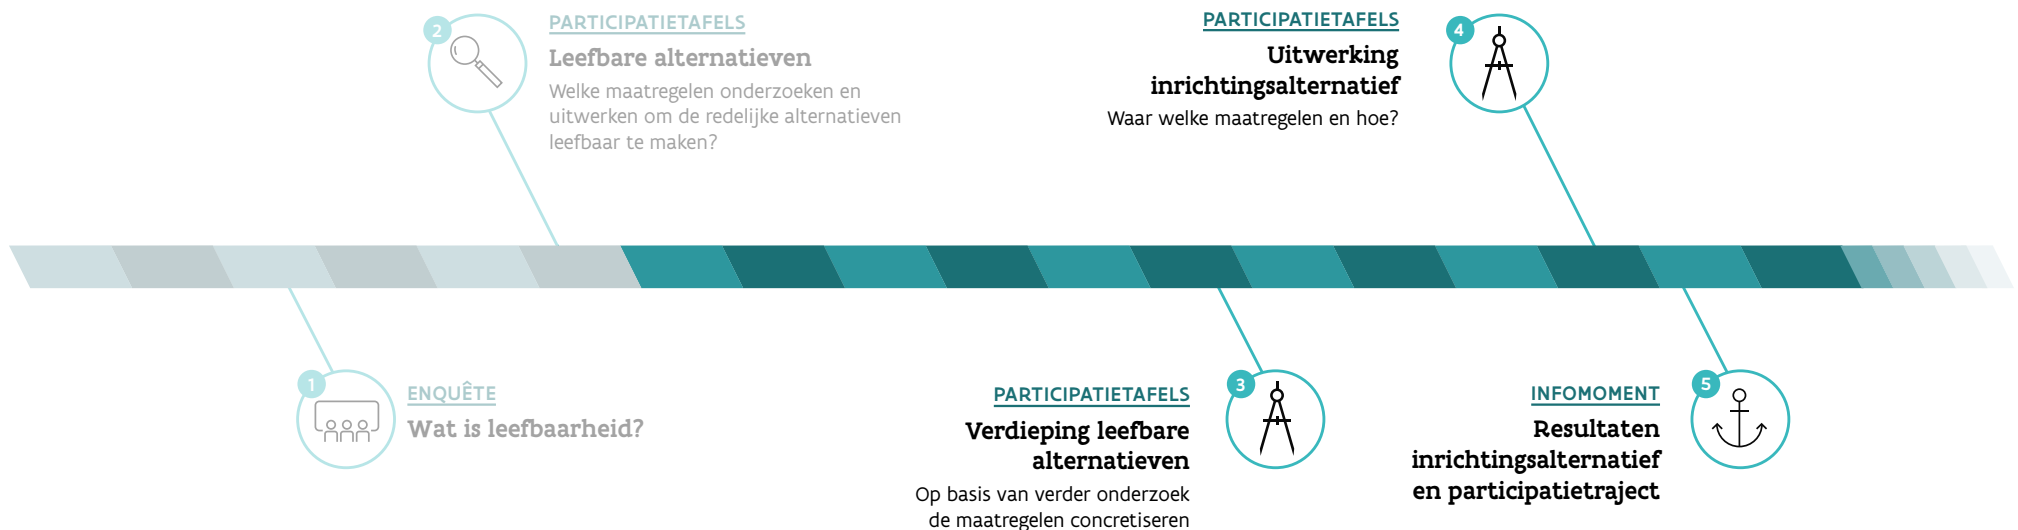 2
PARTICIPATIETAFELS
Leefbare alternatieven
Welke maatregelen onderzoeken en
uitwerken om de redelijke alternatieven
leefbaar te maken?
PARTICIPATIETAFELS
4
Uitwerking
inrichtingsalternatief
Waar welke maatregelen en hoe?
1
ENQUÊTE
Wat is leefbaarheid?
PARTICIPATIETAFELS
3
Verdieping leefbare
alternatieven
Op basis van verder onderzoek
de maatregelen concretiseren
INFOMOMENT
5
Resultaten
inrichtingsalternatief
en participatietraject